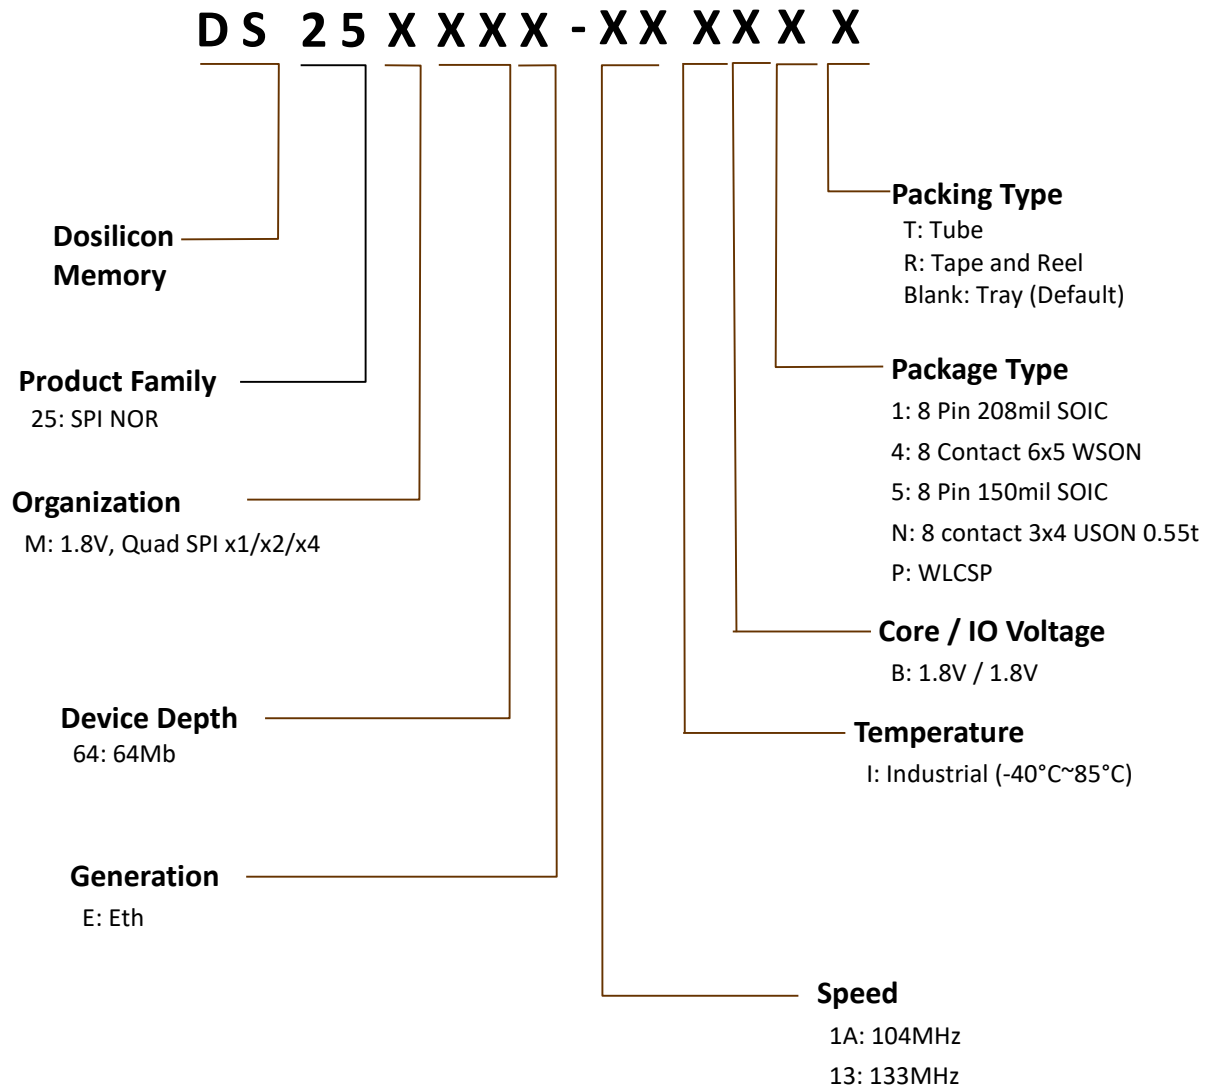 DS 25 X XX X - XX X X X X
Dosilicon
Memory
Product Family
25: SPI NOR
Organization
M: 1.8V, Quad SPI x1/x2/x4
Device Depth
64: 64Mb
Generation
E: Eth
Packing Type
T: Tube
R: Tape and Reel
Blank: Tray (Default)
Package Type
1: 8 Pin 208mil SOIC
4: 8 Contact 6x5 WSON
5: 8 Pin 150mil SOIC
N: 8 contact 3x4 USON 0.55t
P: WLCSP
Core / IO Voltage
B: 1.8V / 1.8V
Temperature
I: Industrial (-40°C~85°C)
Speed
1A: 104MHz
13: 133MHz